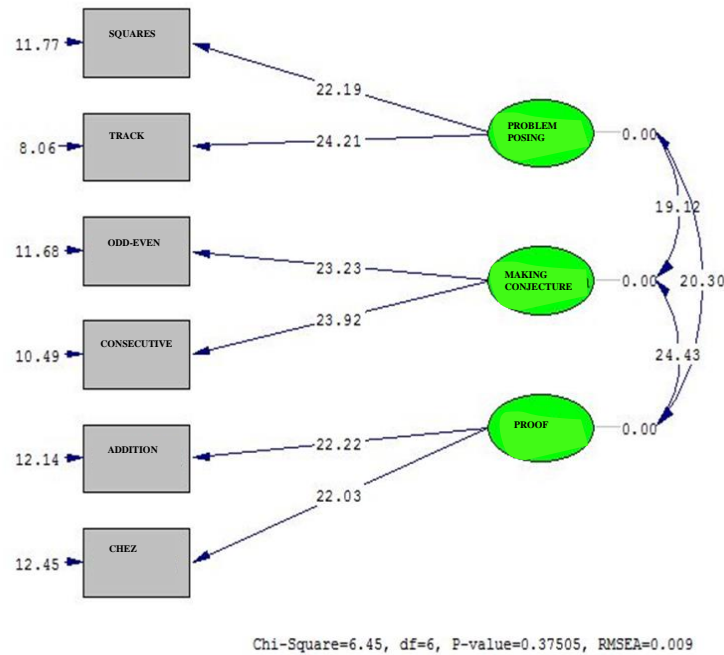 SQUARES
11.77
22.19
PROBLEM
POSING
TRACK
24.21
0.00
8.06
19.12
ODD-EVEN
11.68
23.23
MAKING
CONJECTURE
0.00
20.30
23.92
CONSECUTIVE
10.49
24.43
PROOF
0.00
ADDITION
22.22
12.14
22.03
CHEZ
12.45
Chi-Square=6.45, df=6, P-value=0.37505, RMSEA=0.009